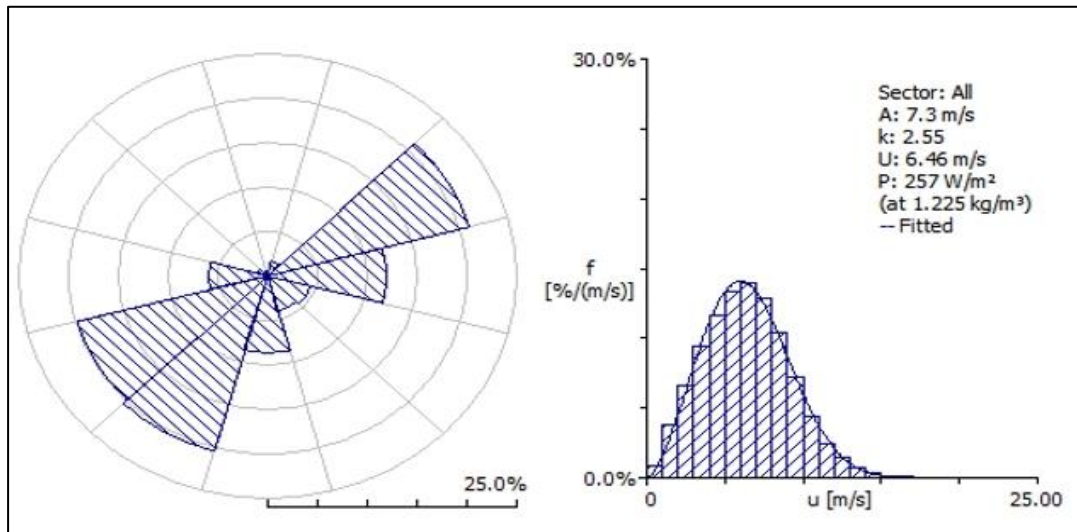 25.0%
30.0%
f
[%/(m/s)]
0.0%
0
u [m/s]
25.00
Sector: All
A: 7.3 m/s
k: 2.55
U: 6.46 m/s
P: 257 W/m²
(at 1.225 kg/m³)
-- Fitted